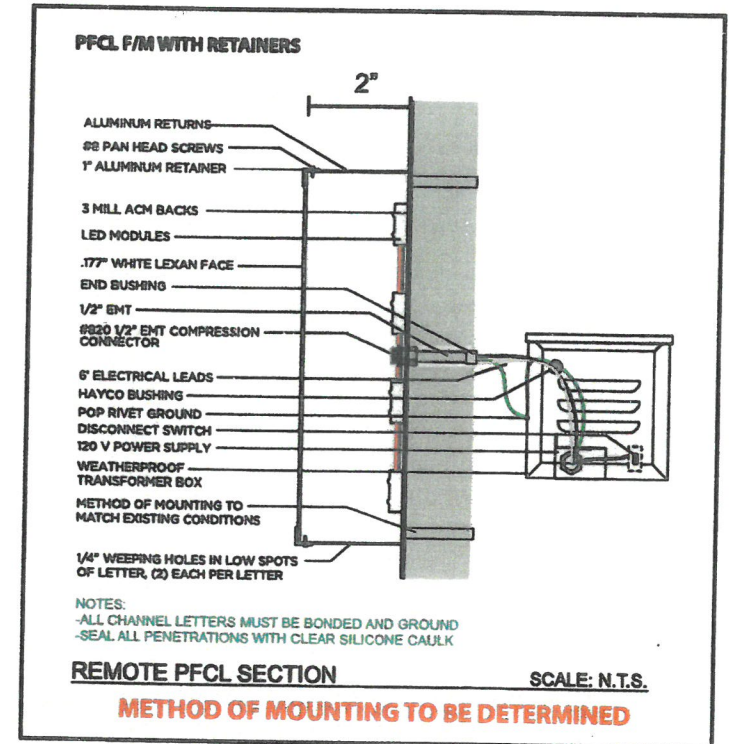 PFCL F/M WITH RETAINERS
2"
ALUMINUM RETURNS
#8 PAN HEAD SCREWS
1" ALUMINUM RETAINER
3 MILL ACM BACKS
LED MODULES
.177" WHITE LEXAN FACE
END BUSHING
1/2" EMT
#820 1/2" EMT COMPRESSION
CONNECTOR
6' ELECTRICAL LEADS
HAYCO BUSHING
POP RIVET GROUND
DISCONNECT SWITCH
120 V POWER SUPPLY
WEATHERPROOF
TRANSFORMER BOX
METHOD OF MOUNTING TO
MATCH EXISTING CONDITIONS
1/4" WEEPING HOLES IN LOW SPOTS
OF LETTER, (2) EACH PER LETTER
NOTES:
-ALL CHANNEL LETTERS MUST BE BONDED AND GROUND
-SEAL ALL PENETRATIONS WITH CLEAR SILICONE CAULK
REMOTE PFCL SECTION
SCALE: N.T.S.
METHOD OF MOUNTING TO BE DETERMINED